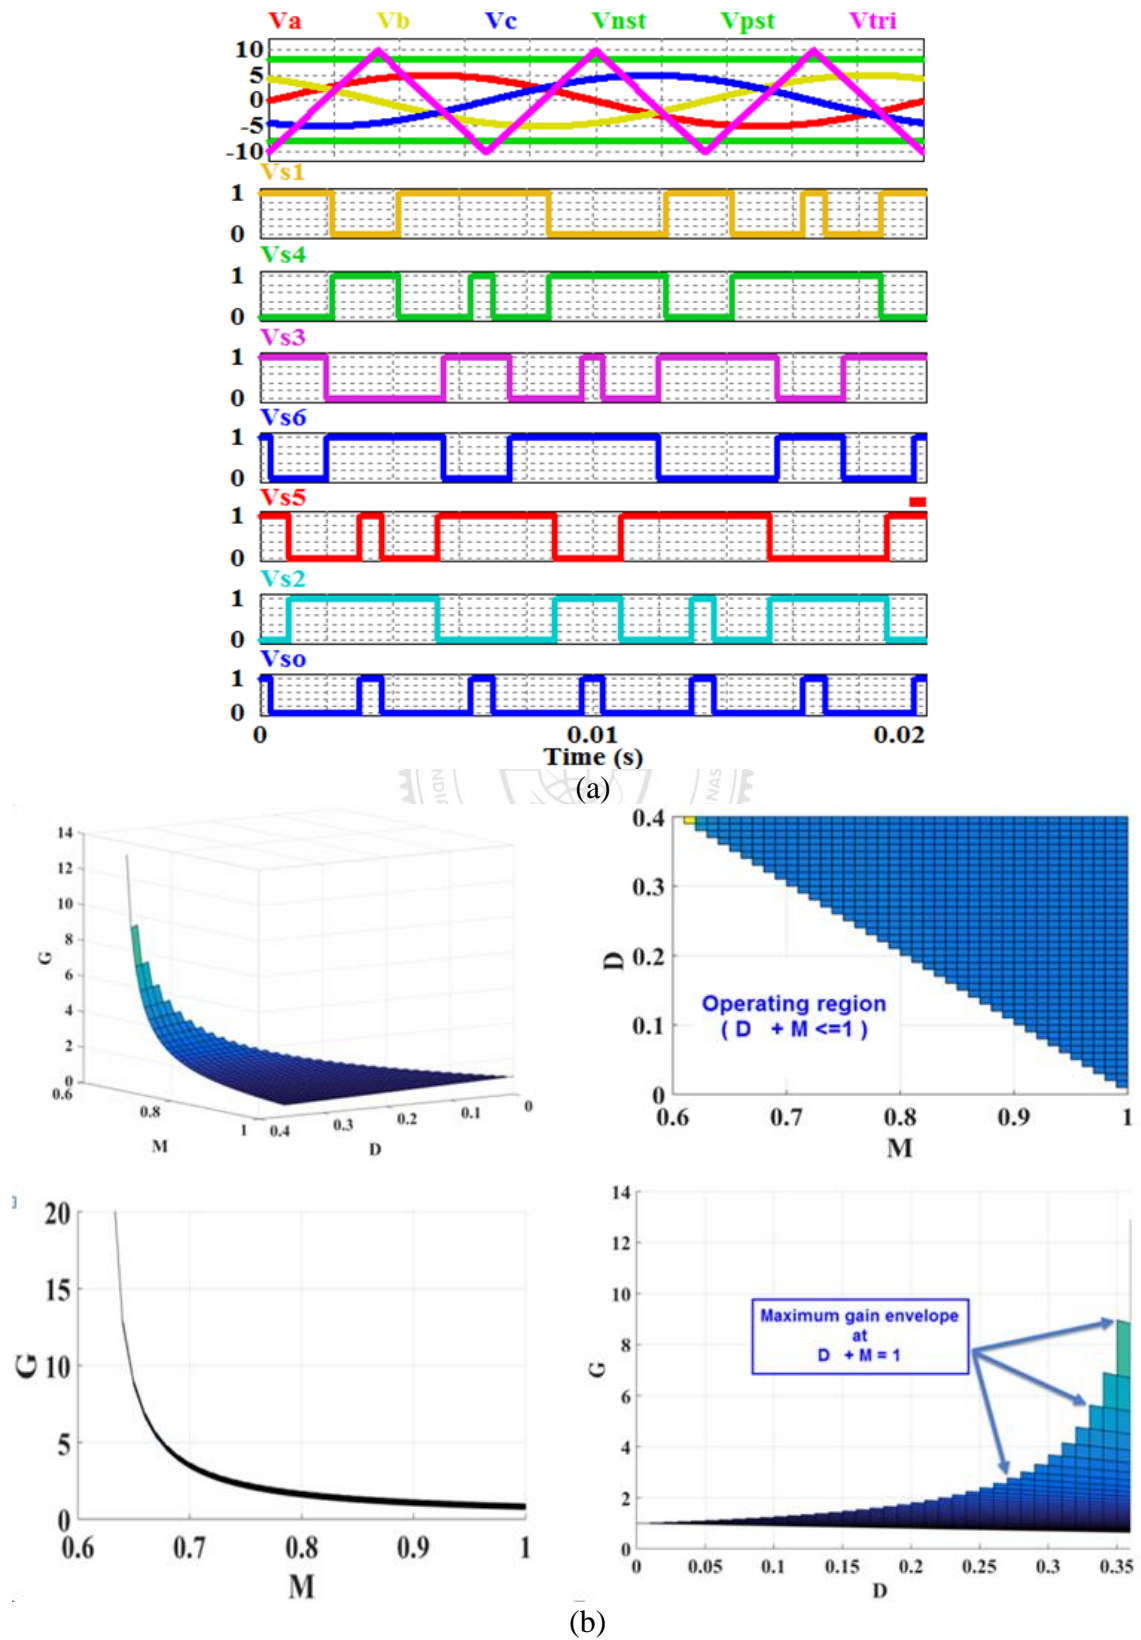 Va Vb Vc Vnst Vpst Vtri
10
5
0
-5
-10
Vs1
1
0
Vs4
1
0
Vs3
1
0
Vs6
1
0
Vs5
1
0
Vs2
1
0
Vso
1
0
0 0.01 0.02
Time (s)
(a)
14
12
10
8
6
4
2
0
G
0.6
0.8
1
M
0.4 0.3 0.2 0.1 0
D
0.4
0.3
0.2
0.1
0
D
Operating region
( D + M <=1 )
0.6 0.7 0.8 0.9 1
M
20
15
10
5
0
G
0.6 0.7 0.8 0.9 1
M
14
12
10
8
6
4
2
0
G
Maximum gain envelope
at
D + M = 1
0 0.05 0.1 0.15 0.2 0.25 0.3 0.35
D
(b)